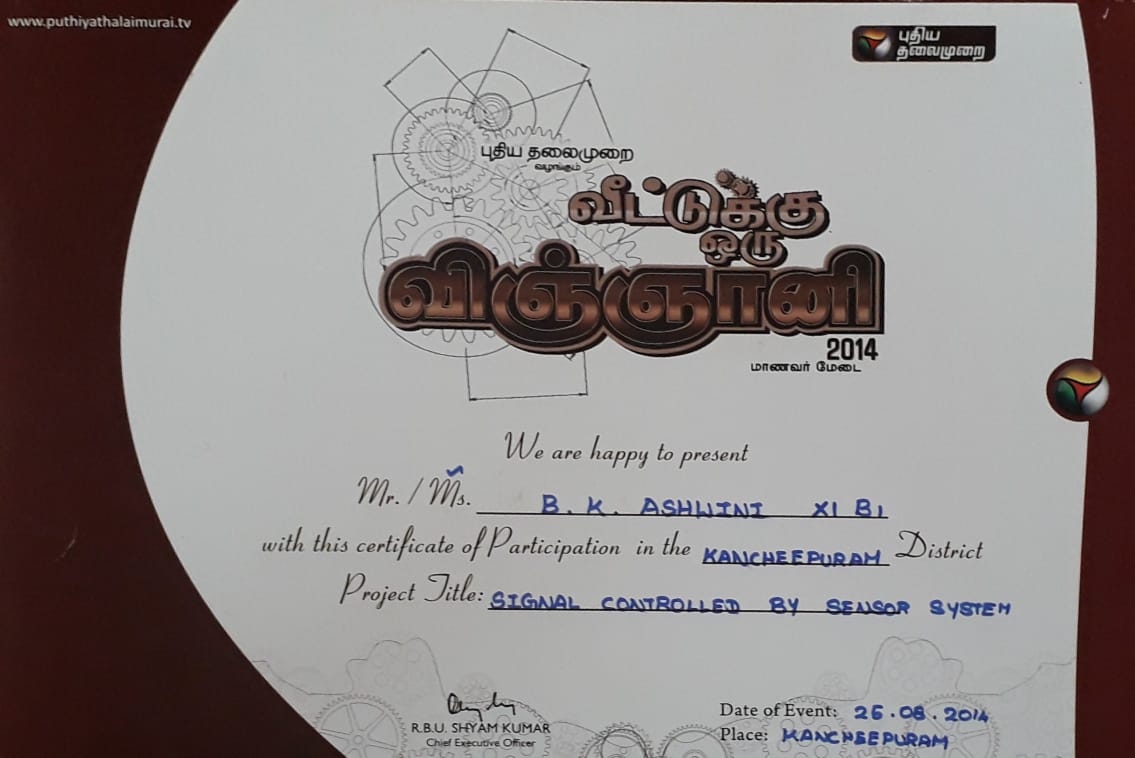 www.puthiyathalaimurai.tv
புதிய
தலைமுறை
புதிய தலைமுறை
வழங்கும்
வீட்டுக்கு
ஒரு
விஞ்ஞானி
2014
மாணவர் மேடை
We are happy to present
Mr. / Ms. B. K. ASHWINI XI B1
with this certificate of Participation in the KANCHEEPURAM District
Project Title: SIGNAL CONTROLLED BY SENSOR SYSTEM
R.B.U. SHYAM KUMAR
Chief Executive Officer
Date of Event: 26.08.2014
Place: KANCHEEPURAM